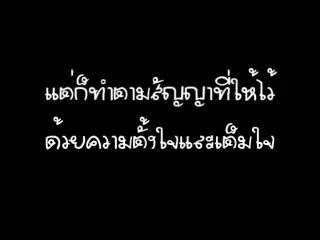 แต่ก็ทำตามสัญญาที่ให้ไว้
ด้วยความตั้งใจและเต็มใจ